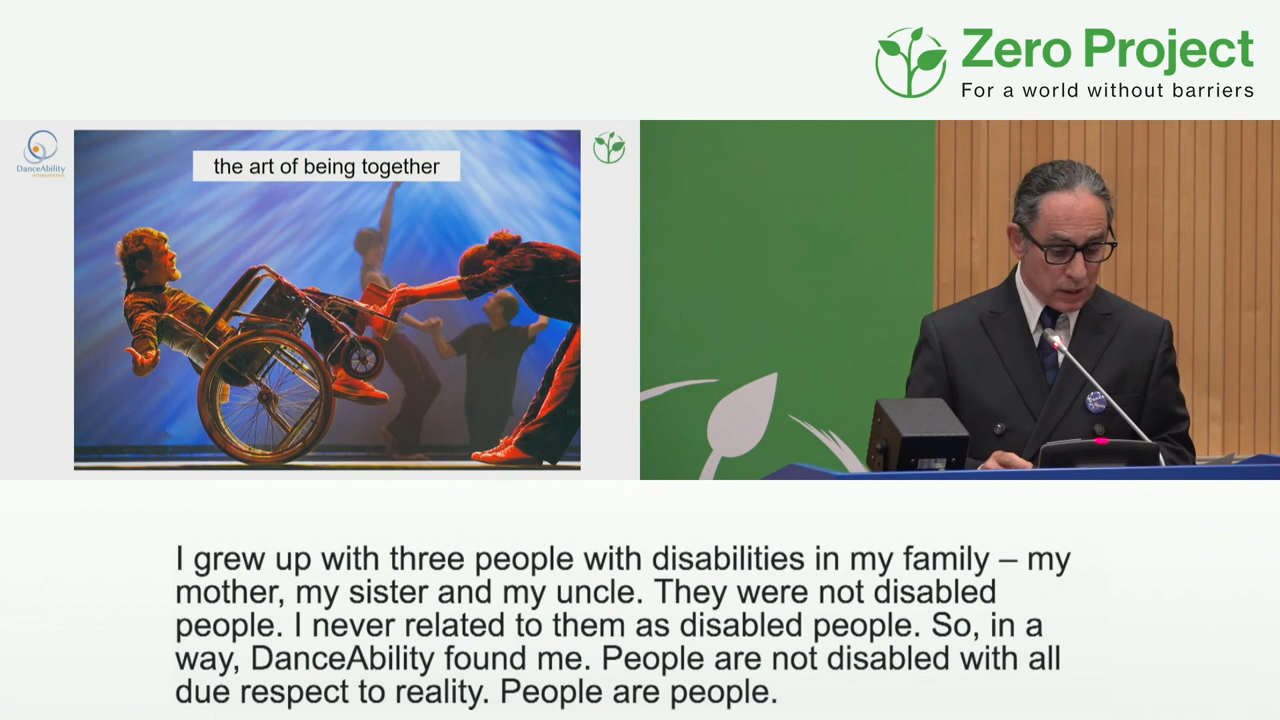 Zero Project
For a world without barriers
DanceAbility
INTERNATIONAL
the art of being together
I grew up with three people with disabilities in my family – my
mother, my sister and my uncle. They were not disabled
people. I never related to them as disabled people. So, in a
way, DanceAbility found me. People are not disabled with all
due respect to reality. People are people.